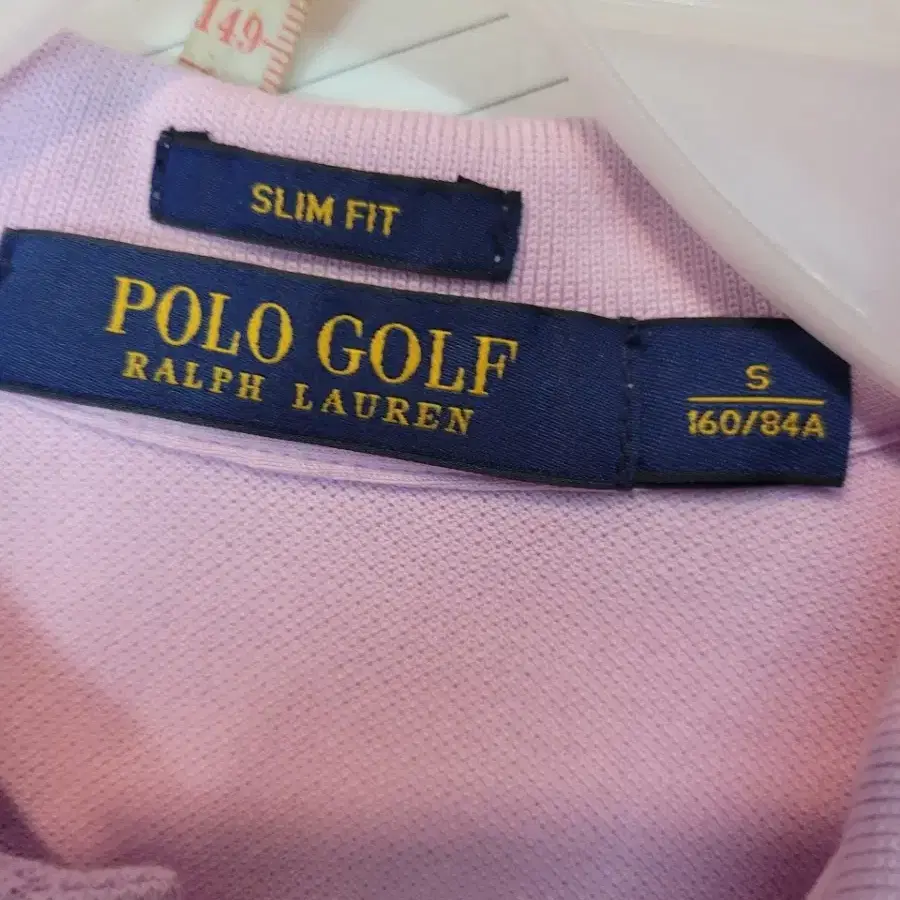 149
SLIM FIT
POLO GOLF
RALPH LAUREN
S
160/84A